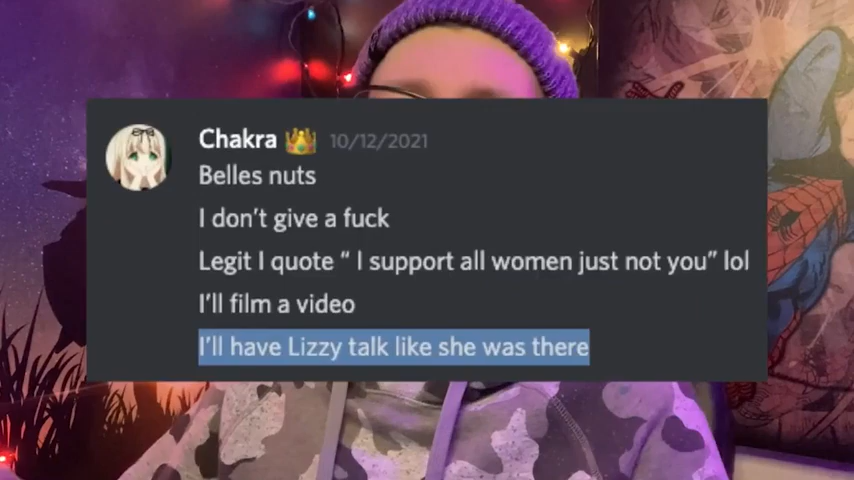 Chakra 10/12/2021
Belles nuts
I don't give a fuck
Legit I quote “ I support all women just not you” lol
I'll film a video
I'll have Lizzy talk like she was there